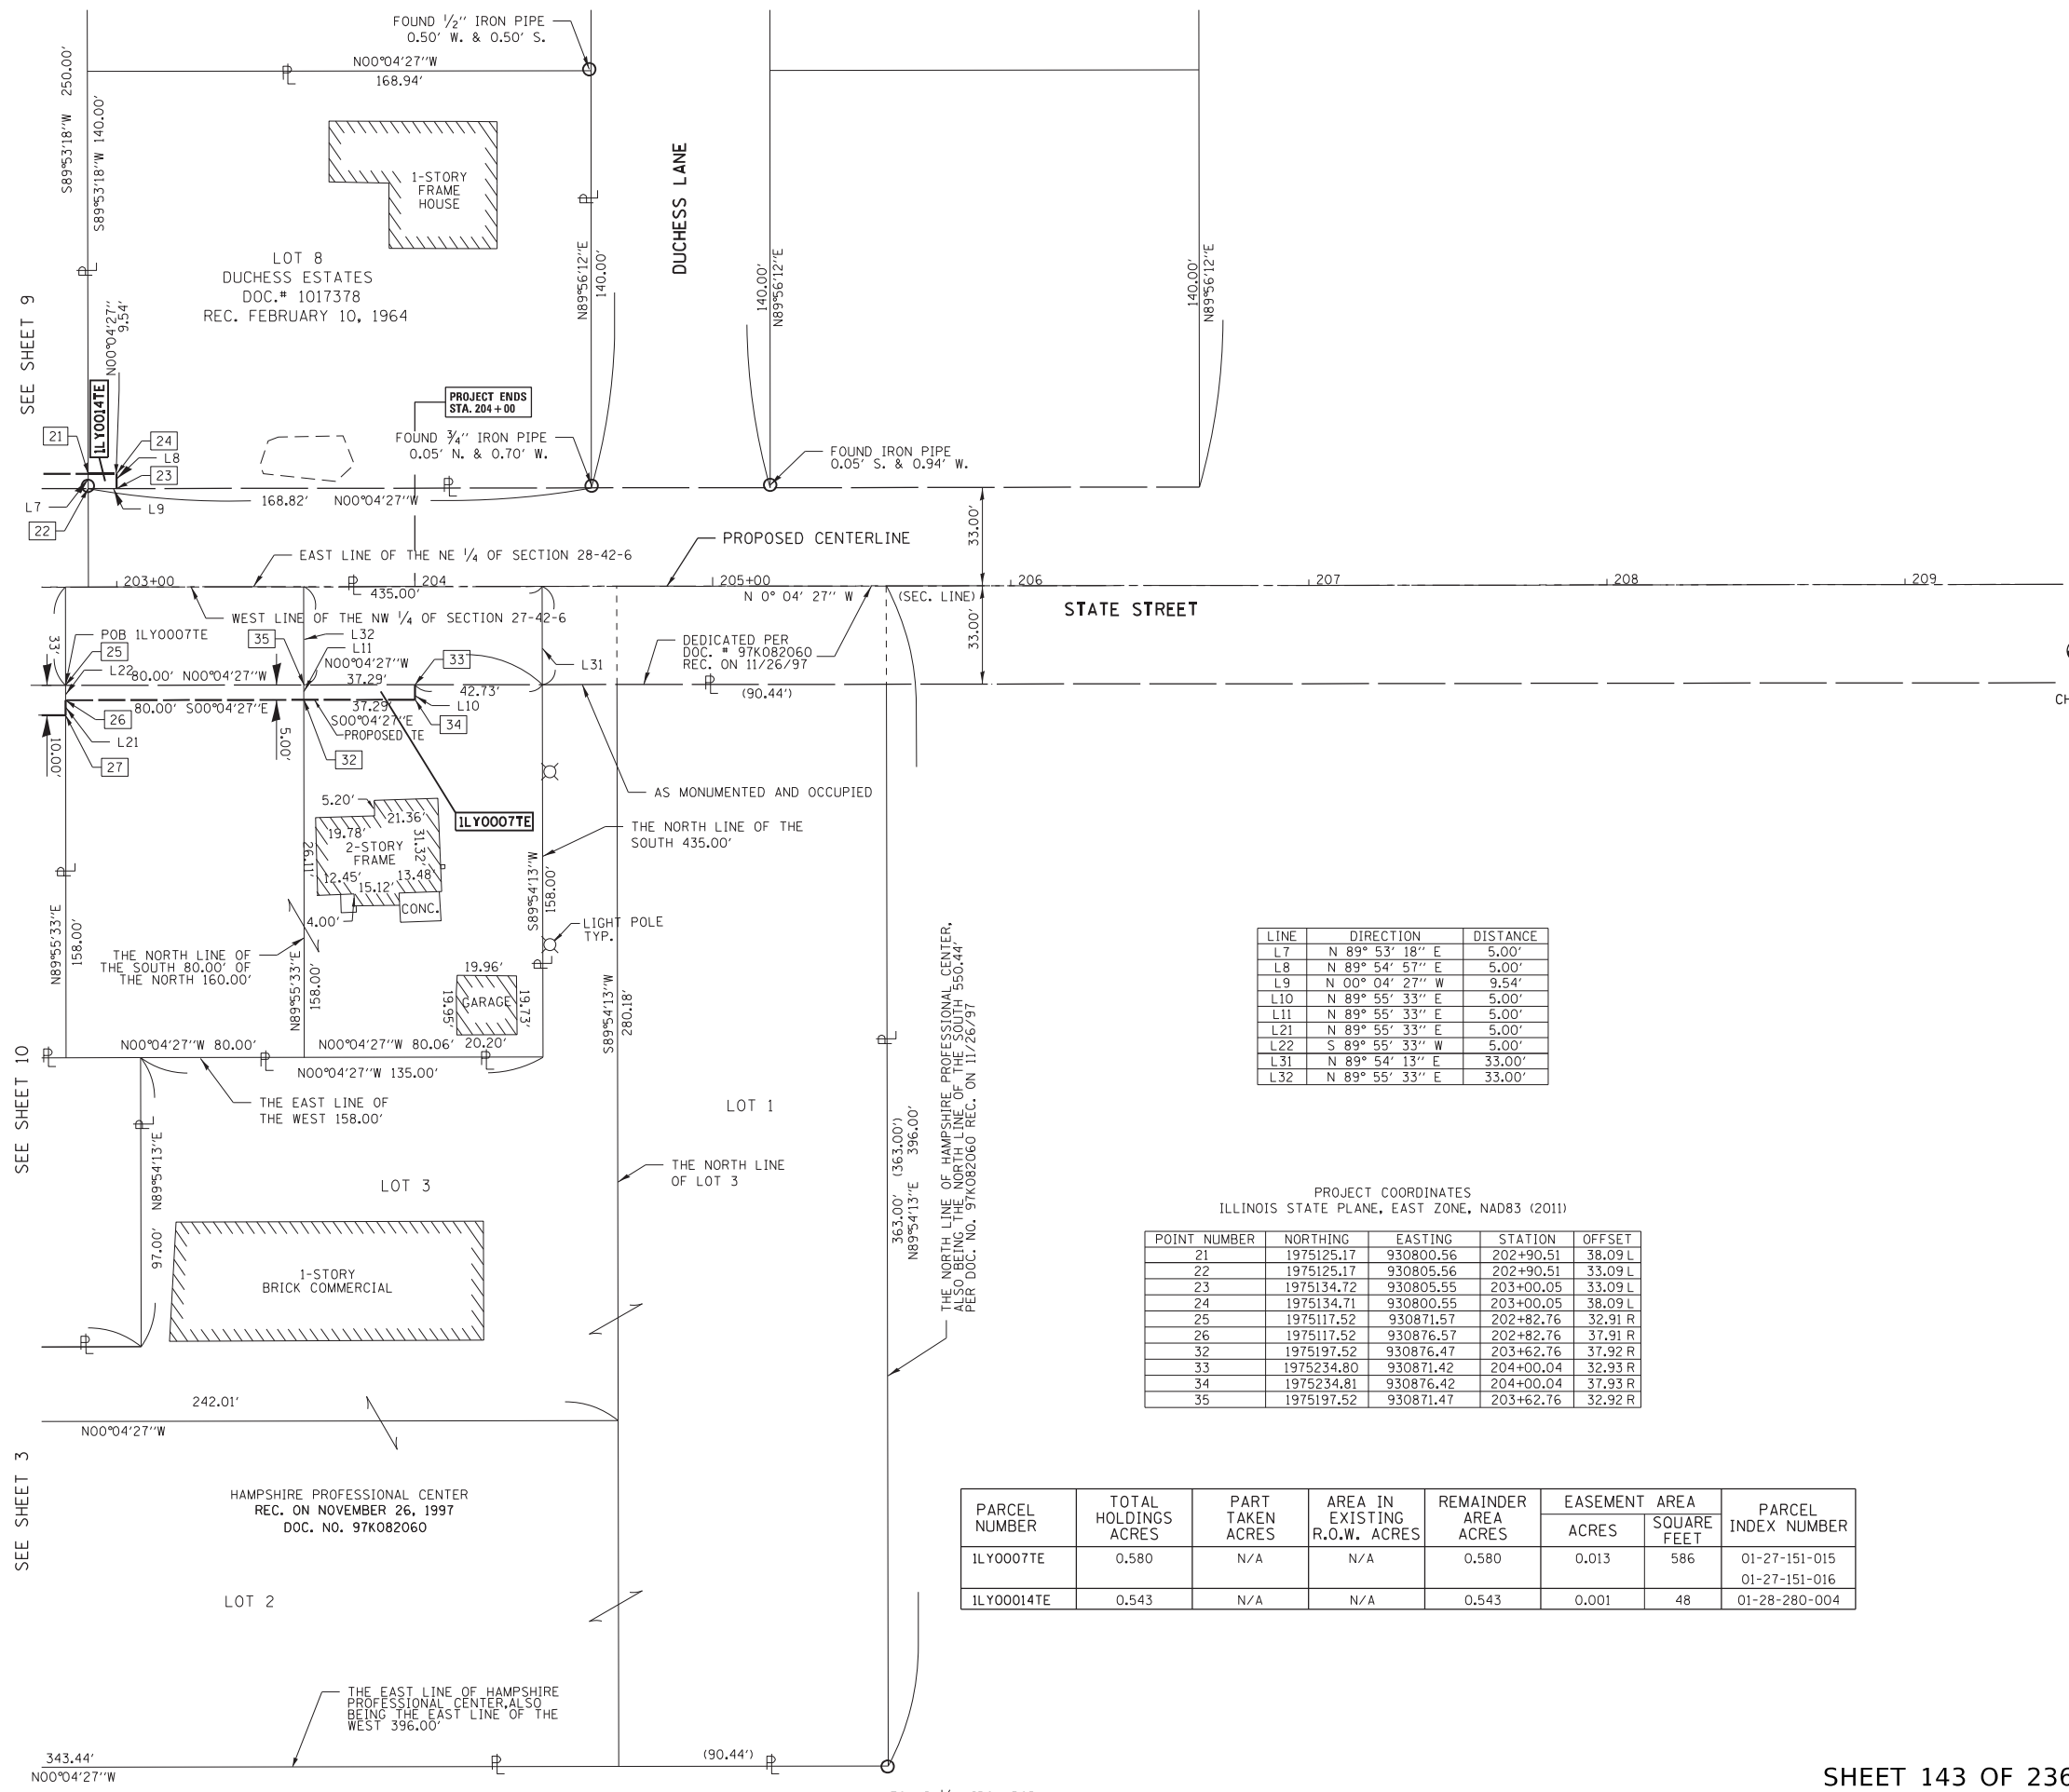 FOUND 1/2'' IRON PIPE
0.50' W. & 0.50' S.
N00°04'27''W
168.94'
S89°53'18''W 250.00'
S89°53'18''W 140.00'
1-STORY
FRAME
HOUSE
DUCHESS LANE
LOT 8
DUCHESS ESTATES
DOC.# 1017378
REC. FEBRUARY 10, 1964
N89°56'12''E
140.00'
140.00'
N89°56'12''E
140.00'
N89°56'12''E
SEE SHEET 9
N00°04'27''
9.54'
1LY0014TE
21
24
L8
23
L7
22
L9
PROJECT ENDS
STA. 204+00
FOUND 3/4'' IRON PIPE
0.05' N. & 0.70' W.
FOUND IRON PIPE
0.05' S. & 0.94' W.
168.82' N00°04'27''W
33.00'
PROPOSED CENTERLINE
EAST LINE OF THE NE 1/4 OF SECTION 28-42-6
203+00
204
205+00
206
207
208
209
435.00'
N 0° 04' 27'' W (SEC. LINE)
STATE STREET
WEST LINE OF THE NW 1/4 OF SECTION 27-42-6
33.00'
33'
POB 1LY0007TE
25
L22
80.00' N00°04'27''W
35
L32
L11
N00°04'27''W
37.29'
33
42.73'
L31
DEDICATED PER
DOC. # 97K082060
REC. ON 11/26/97
(90.44')
CH
80.00' S00°04'27''E
26
L21
27
10.00'
5.00'
37.29'
S00°04'27''E
PROPOSED TE
L10
34
32
AS MONUMENTED AND OCCUPIED
1LY0007TE
5.20'
21.36'
19.78'
2-STORY
FRAME
31.32'
26.11'
12.45'
15.12'
13.48'
CONC.
4.00'
THE NORTH LINE OF THE
SOUTH 435.00'
S89°54'13''W
158.00'
LIGHT POLE
TYP.
N89°55'33''E
158.00'
THE NORTH LINE OF
THE SOUTH 80.00' OF
THE NORTH 160.00'
N89°55'33''E
158.00'
19.96'
19.95'
GARAGE
19.73'
20.20'
S89°54'13''W
280.18'
N00°04'27''W 80.00'
N00°04'27''W 80.06'
N00°04'27''W 135.00'
SEE SHEET 10
THE EAST LINE OF
THE WEST 158.00'
LOT 1
97.00' N89°54'13''E
LOT 3
THE NORTH LINE
OF LOT 3
363.00' (363.00')
N89°54'13''E 396.00'
THE NORTH LINE OF HAMPSHIRE PROFESSIONAL CENTER,
ALSO BEING THE NORTH LINE OF THE SOUTH 550.44'
PER DOC. NO. 97K082060 REC. ON 11/26/97
1-STORY
BRICK COMMERCIAL
242.01'
N00°04'27''W
SEE SHEET 3
HAMPSHIRE PROFESSIONAL CENTER
REC. ON NOVEMBER 26, 1997
DOC. NO. 97K082060
LOT 2
THE EAST LINE OF HAMPSHIRE
PROFESSIONAL CENTER,ALSO
BEING THE EAST LINE OF THE
WEST 396.00'
343.44'
N00°04'27''W
(90.44')
LINE DIRECTION DISTANCE
L7 N 89° 53' 18'' E 5.00'
L8 N 89° 54' 57'' E 5.00'
L9 N 00° 04' 27'' W 9.54'
L10 N 89° 55' 33'' E 5.00'
L11 N 89° 55' 33'' E 5.00'
L21 N 89° 55' 33'' E 5.00'
L22 S 89° 55' 33'' W 5.00'
L31 N 89° 54' 13'' E 33.00'
L32 N 89° 55' 33'' E 33.00'
PROJECT COORDINATES
ILLINOIS STATE PLANE, EAST ZONE, NAD83 (2011)
POINT NUMBER NORTHING EASTING STATION OFFSET
21 1975125.17 930800.56 202+90.51 38.09 L
22 1975125.17 930805.56 202+90.51 33.09 L
23 1975134.72 930805.55 203+00.05 33.09 L
24 1975134.71 930800.55 203+00.05 38.09 L
25 1975117.52 930871.57 202+82.76 32.91 R
26 1975117.52 930876.57 202+82.76 37.91 R
32 1975197.52 930876.47 203+62.76 37.92 R
33 1975234.80 930871.42 204+00.04 32.93 R
34 1975234.81 930876.42 204+00.04 37.93 R
35 1975197.52 930871.47 203+62.76 32.92 R
PARCEL NUMBER TOTAL HOLDINGS ACRES PART TAKEN ACRES AREA IN EXISTING R.O.W. ACRES REMAINDER AREA ACRES EASEMENT AREA ACRES SQUARE FEET PARCEL INDEX NUMBER
1LY0007TE 0.580 N/A N/A 0.580 0.013 586 01-27-151-015
01-27-151-016
1LY00014TE 0.543 N/A N/A 0.543 0.001 48 01-28-280-004
SHEET 143 OF 236